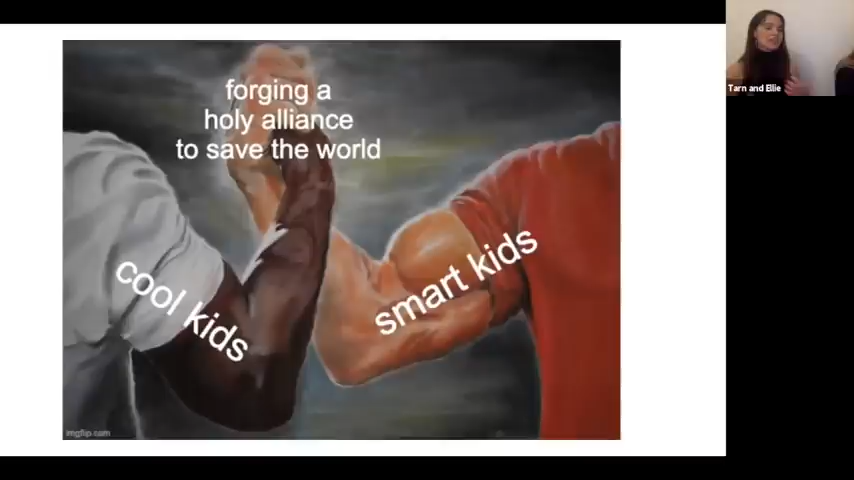 forging a
holy alliance
to save the world
cool kids
smart kids
imgflip.com
Tarn and Ellie